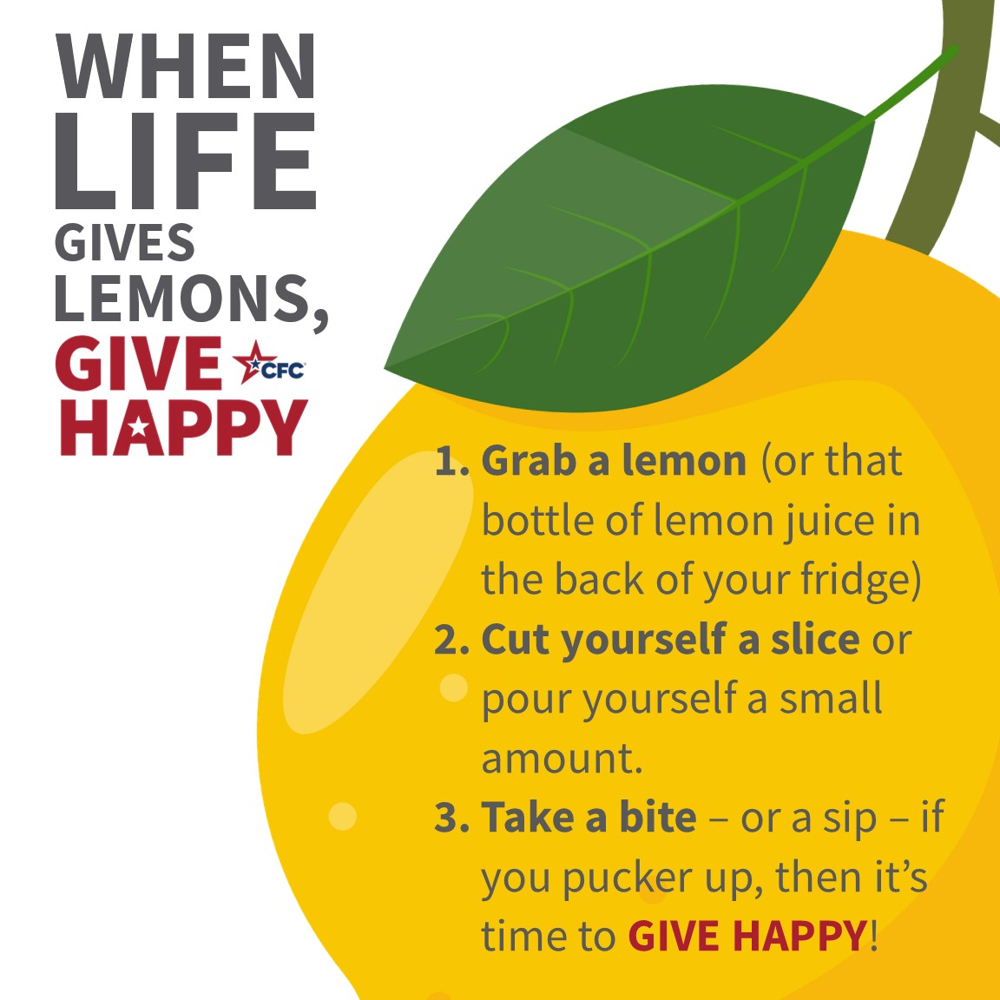 WHEN
LIFE
GIVES
LEMONS,
GIVE CFC
HAPPY
1. Grab a lemon (or that
bottle of lemon juice in
the back of your fridge)
2. Cut yourself a slice or
pour yourself a small
amount.
3. Take a bite – or a sip – if
you pucker up, then it’s
time to GIVE HAPPY!